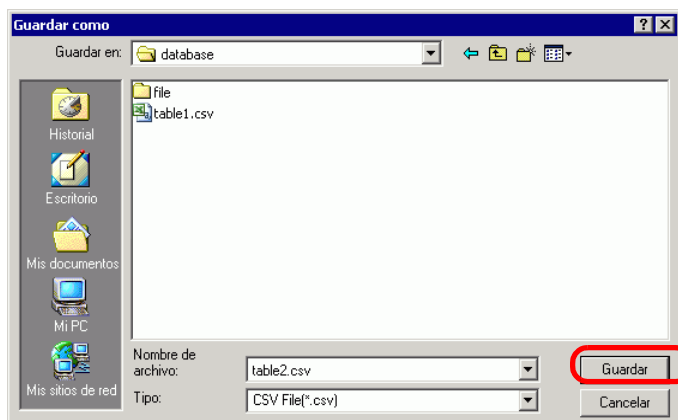 Guardar como
Guardar en:
database
Historial
Escritorio
Mis documentos
Mi PC
Mis sitios de red
file
table1.csv
Nombre de
archivo:
table2.csv
Guardar
Tipo:
CSV File(*.csv)
Cancelar